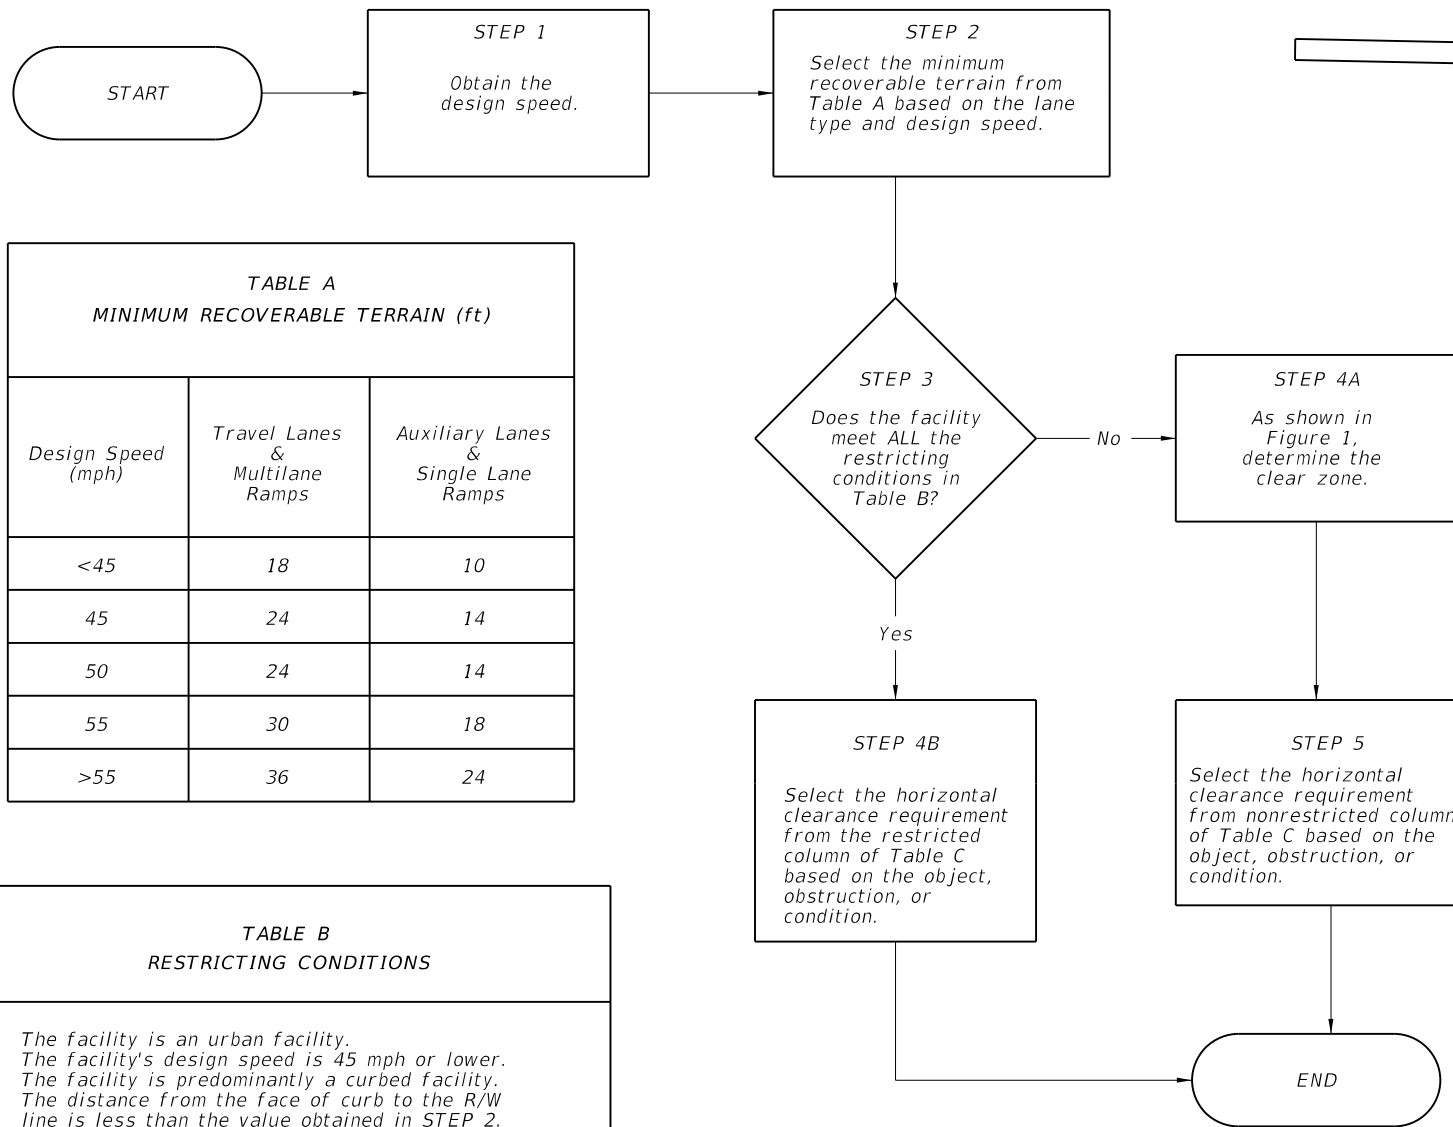 START
STEP 1
Obtain the
design speed.
STEP 2
Select the minimum
recoverable terrain from
Table A based on the lane
type and design speed.
TABLE A
MINIMUM RECOVERABLE TERRAIN (ft)
Design Speed
(mph)
Travel Lanes
&
Multilane
Ramps
Auxiliary Lanes
&
Single Lane
Ramps
<45 18 10
45 24 14
50 24 14
55 30 18
>55 36 24
STEP 3
Does the facility
meet ALL the
restricting
conditions in
Table B?
No
STEP 4A
As shown in
Figure 1,
determine the
clear zone.
Yes
STEP 4B
Select the horizontal
clearance requirement
from the restricted
column of Table C
based on the object,
obstruction, or
condition.
STEP 5
Select the horizontal
clearance requirement
from nonrestricted column
of Table C based on the
object, obstruction, or
condition.
TABLE B
RESTRICTING CONDITIONS
The facility is an urban facility.
The facility's design speed is 45 mph or lower.
The facility is predominantly a curbed facility.
The distance from the face of curb to the R/W
line is less than the value obtained in STEP 2.
END